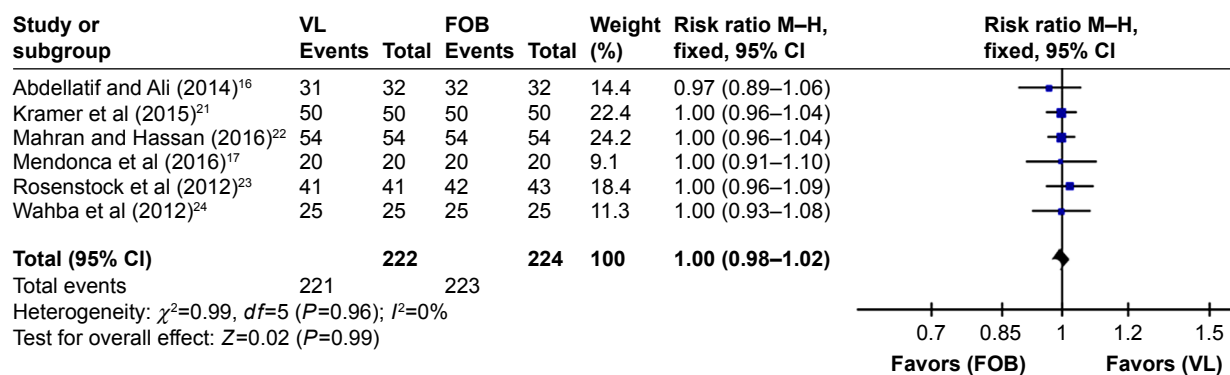 Study or subgroup VL Events Total FOB Events Total Weight (%) Risk ratio M–H, fixed, 95% CI Risk ratio M–H, fixed, 95% CI
Abdellatif and Ali (2014)16 31 32 32 32 14.4 0.97 (0.89–1.06)
Kramer et al (2015)21 50 50 50 50 22.4 1.00 (0.96–1.04)
Mahran and Hassan (2016)22 54 54 54 54 24.2 1.00 (0.96–1.04)
Mendonca et al (2016)17 20 20 20 20 9.1 1.00 (0.91–1.10)
Rosenstock et al (2012)23 41 41 42 43 18.4 1.00 (0.96–1.09)
Wahba et al (2012)24 25 25 25 25 11.3 1.00 (0.93–1.08)
Total (95% CI) 222 224 100 1.00 (0.98–1.02)
Total events 221 223
Heterogeneity: χ2=0.99, df=5 (P=0.96); I2=0%
Test for overall effect: Z=0.02 (P=0.99)
0.7 0.85 1 1.2 1.5
Favors (FOB) Favors (VL)